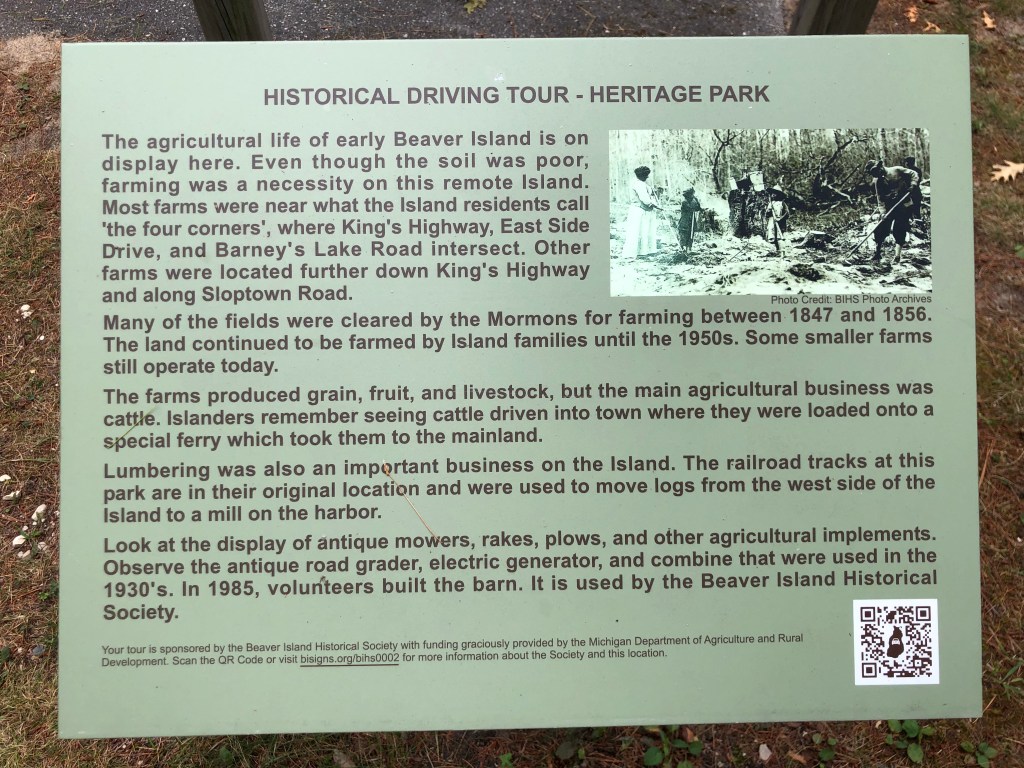 HISTORICAL DRIVING TOUR - HERITAGE PARK
The agricultural life of early Beaver Island is on
display here. Even though the soil was poor,
farming was a necessity on this remote Island.
Most farms were near what the Island residents call
'the four corners', where King's Highway, East Side
Drive, and Barney's Lake Road intersect. Other
farms were located further down King's Highway
and along Sloptown Road.
Photo Credit: BIHS Photo Archives
Many of the fields were cleared by the Mormons for farming between 1847 and 1856.
The land continued to be farmed by Island families until the 1950s. Some smaller farms
still operate today.
The farms produced grain, fruit, and livestock, but the main agricultural business was
cattle. Islanders remember seeing cattle driven into town where they were loaded onto a
special ferry which took them to the mainland.
Lumbering was also an important business on the Island. The railroad tracks at this
park are in their original location and were used to move logs from the west side of the
Island to a mill on the harbor.
Look at the display of antique mowers, rakes, plows, and other agricultural implements.
Observe the antique road grader, electric generator, and combine that were used in the
1930's. In 1985, volunteers built the barn. It is used by the Beaver Island Historical
Society.
Your tour is sponsored by the Beaver Island Historical Society with funding graciously provided by the Michigan Department of Agriculture and Rural
Development. Scan the QR Code or visit bisigns.org/bihs0002 for more information about the Society and this location.